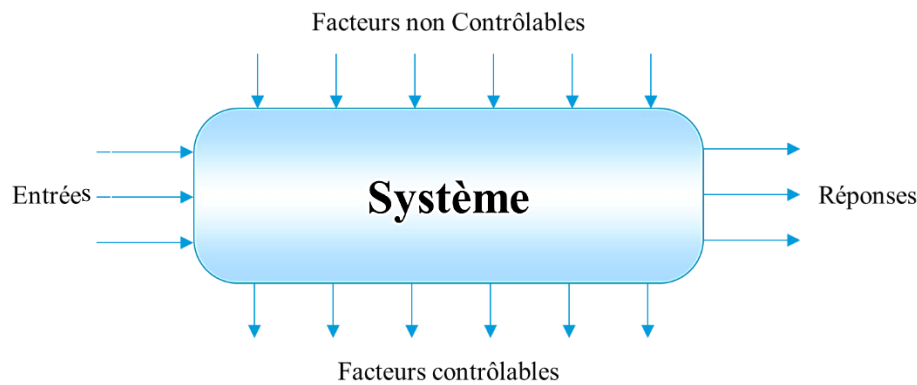 Facteurs non Contrôlables
Entrées
Système
Réponses
Facteurs contrôlables